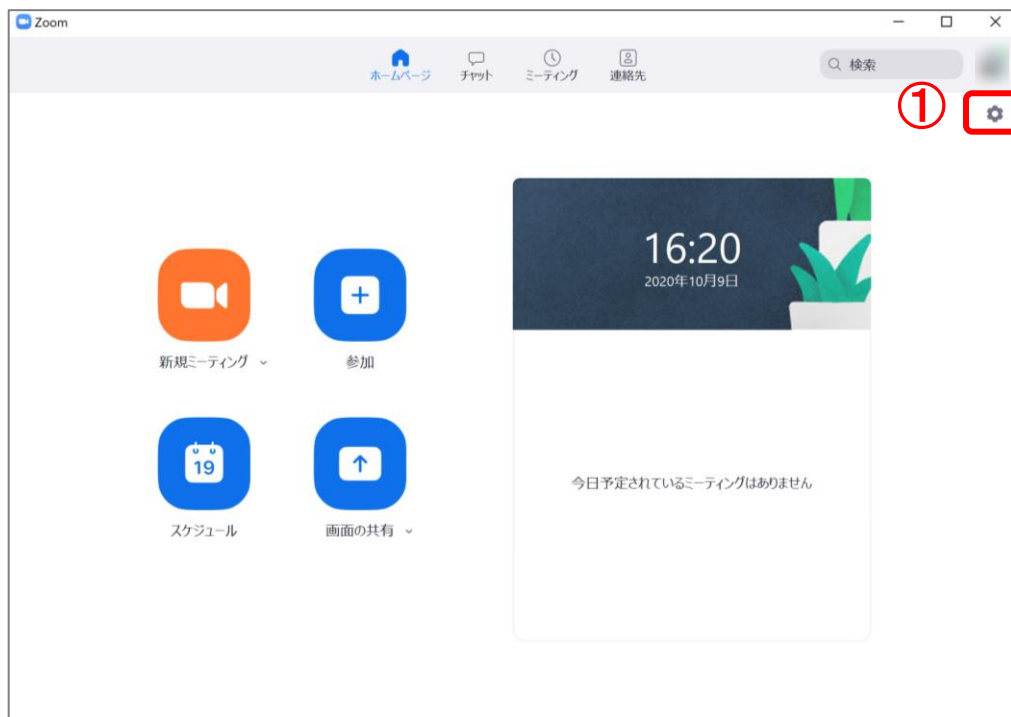 Zoom
ホームページ
チャット
ミーティング
連絡先
検索
①
16:20
2020年10月9日
新規ミーティング
参加
19
スケジュール
画面の共有
今日予定されているミーティングはありません